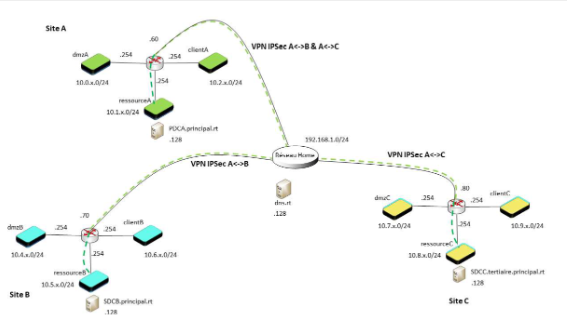 Site A
.60
VPN IPSec A<->B & A<->C
dmzA
.254
.254
clientA
10.0.x.0/24
.254
10.2.x.0/24
ressourceA
10.1.x.0/24
PDCA.principal.rt
.128
192.168.1.0/24
Réseau Home
VPN IPSec A<->B
VPN IPSec A<->C
dns.rt
.128
.70
dmzB
.254
.254
clientB
10.4.x.0/24
.254
10.6.x.0/24
ressourceB
10.5.x.0/24
SDCB.principal.rt
.128
Site B
.80
dmzC
.254
.254
clientC
10.7.x.0/24
.254
10.9.x.0/24
ressourceC
10.8.x.0/24
SDCC.tertiaire.principal.rt
.128
Site C